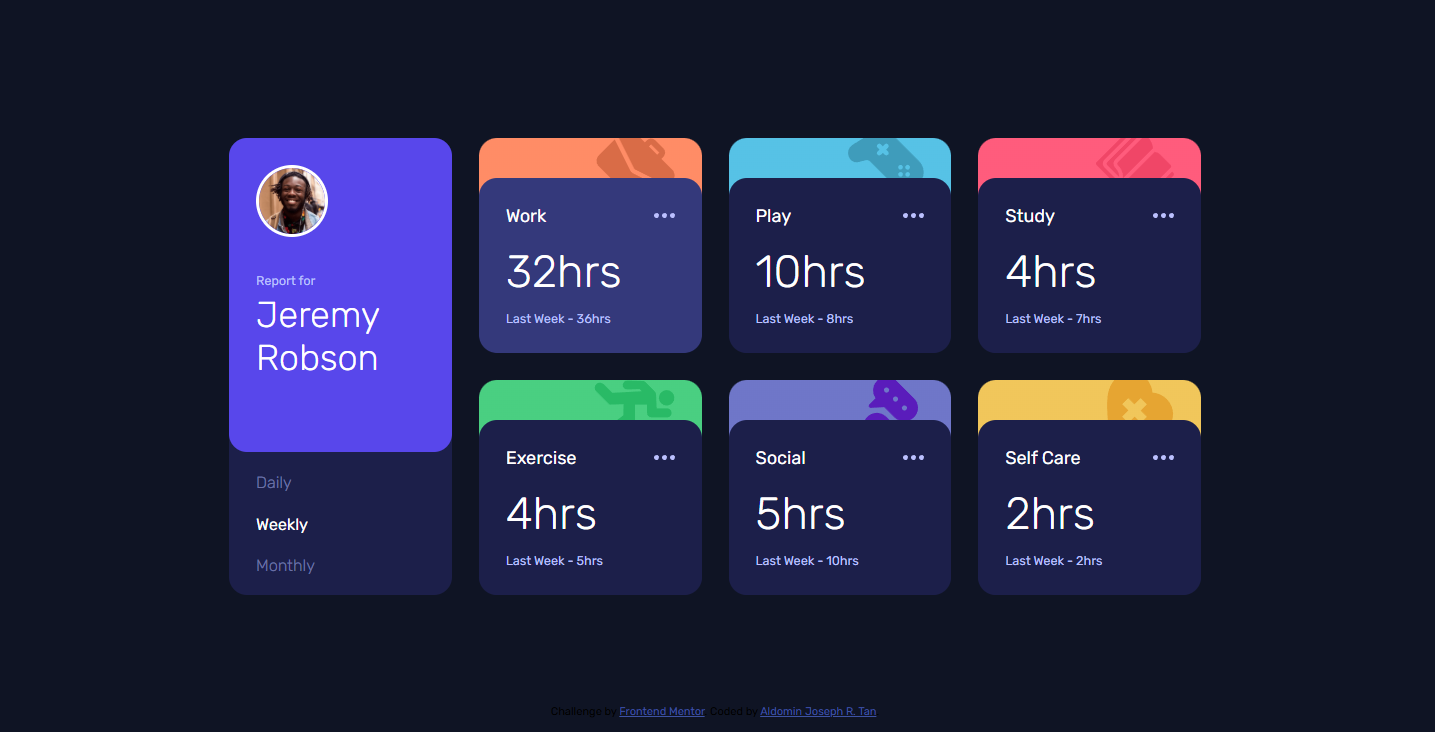 Report for
Jeremy
Robson
Daily
Weekly
Monthly
Work
32hrs
Last Week - 36hrs
Play
10hrs
Last Week - 8hrs
Study
4hrs
Last Week - 7hrs
Exercise
4hrs
Last Week - 5hrs
Social
5hrs
Last Week - 10hrs
Self Care
2hrs
Last Week - 2hrs
Challenge by Frontend Mentor. Coded by Aldomin Joseph R. Tan